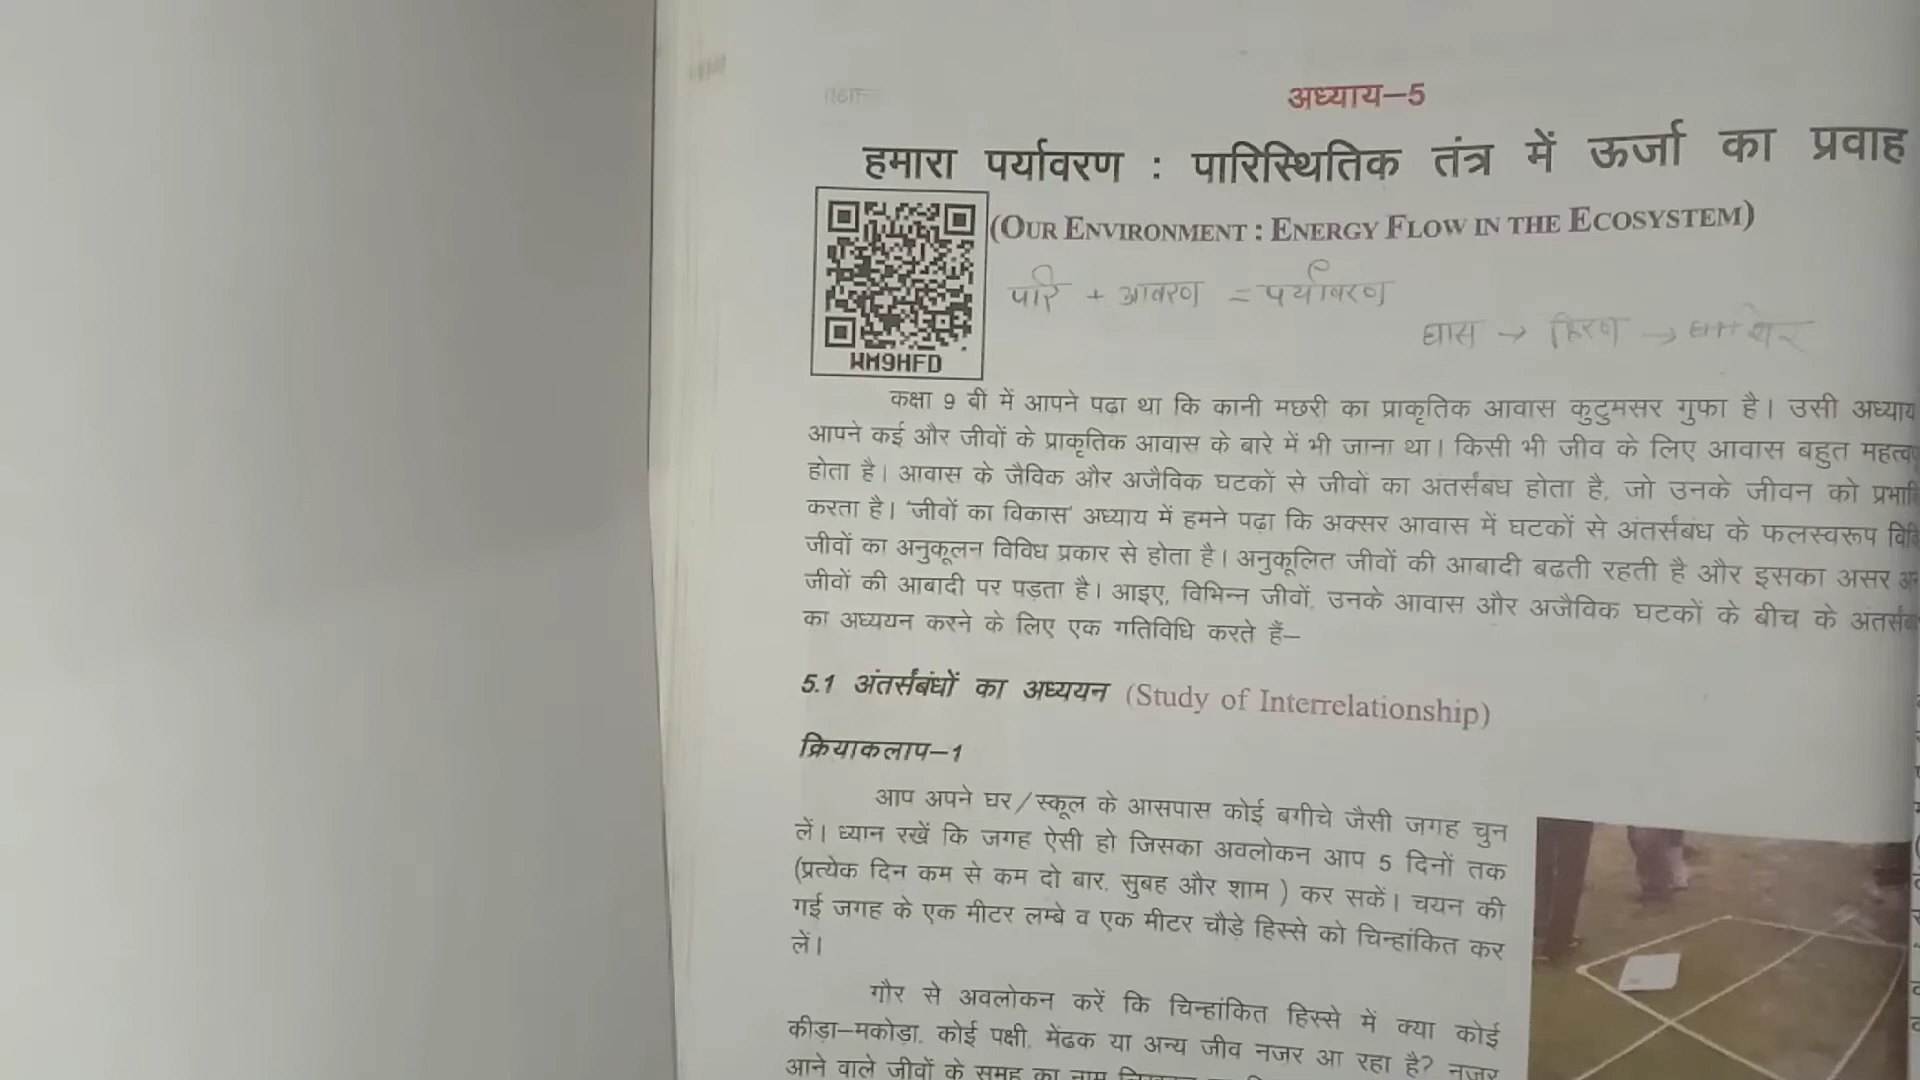 अध्याय–5
हमारा पर्यावरण : पारिस्थितिक तंत्र में ऊर्जा का प्रवाह
(OUR ENVIRONMENT : ENERGY FLOW IN THE ECOSYSTEM)
परि + आवरण = पर्यावरण
घास → हिरण → शेर
WM9HFD
कक्षा 9 वीं में आपने पढ़ा था कि कानी मछरी का प्राकृतिक आवास कुटुमसर गुफा है। उसी अध्याय
आपने कई और जीवों के प्राकृतिक आवास के बारे में भी जाना था। किसी भी जीव के लिए आवास बहुत
होता है। आवास के जैविक और अजैविक घटकों से जीवों का अंतर्संबंध होता है, जो उनके जीवन को
करता है। 'जीवों का विकास' अध्याय में हमने पढ़ा कि अक्सर आवास में घटकों से अंतर्संबंध के फलस्वरूप
जीवों का अनुकूलन विविध प्रकार से होता है। अनुकूलित जीवों की आबादी बढ़ती रहती है और इसका असर
जीवों की आबादी पर पड़ता है। आइए, विभिन्न जीवों, उनके आवास और अजैविक घटकों के बीच के
का अध्ययन करने के लिए एक गतिविधि करते हैं–
5.1 अंतर्संबंधों का अध्ययन (Study of Interrelationship)
क्रियाकलाप–1
आप अपने घर/स्कूल के आसपास कोई बगीचे जैसी जगह चुन
लें। ध्यान रखें कि जगह ऐसी हो जिसका अवलोकन आप 5 दिनों तक
(प्रत्येक दिन कम से कम दो बार, सुबह और शाम ) कर सकें। चयन की
गई जगह के एक मीटर लम्बे व एक मीटर चौड़े हिस्से को चिन्हांकित कर
लें।
गौर से अवलोकन करें कि चिन्हांकित हिस्से में क्या कोई
कीड़ा–मकोड़ा, कोई पक्षी, मेंढक या अन्य जीव नजर आ रहा है? नजर
आने वाले जीवों के समूह का नाम